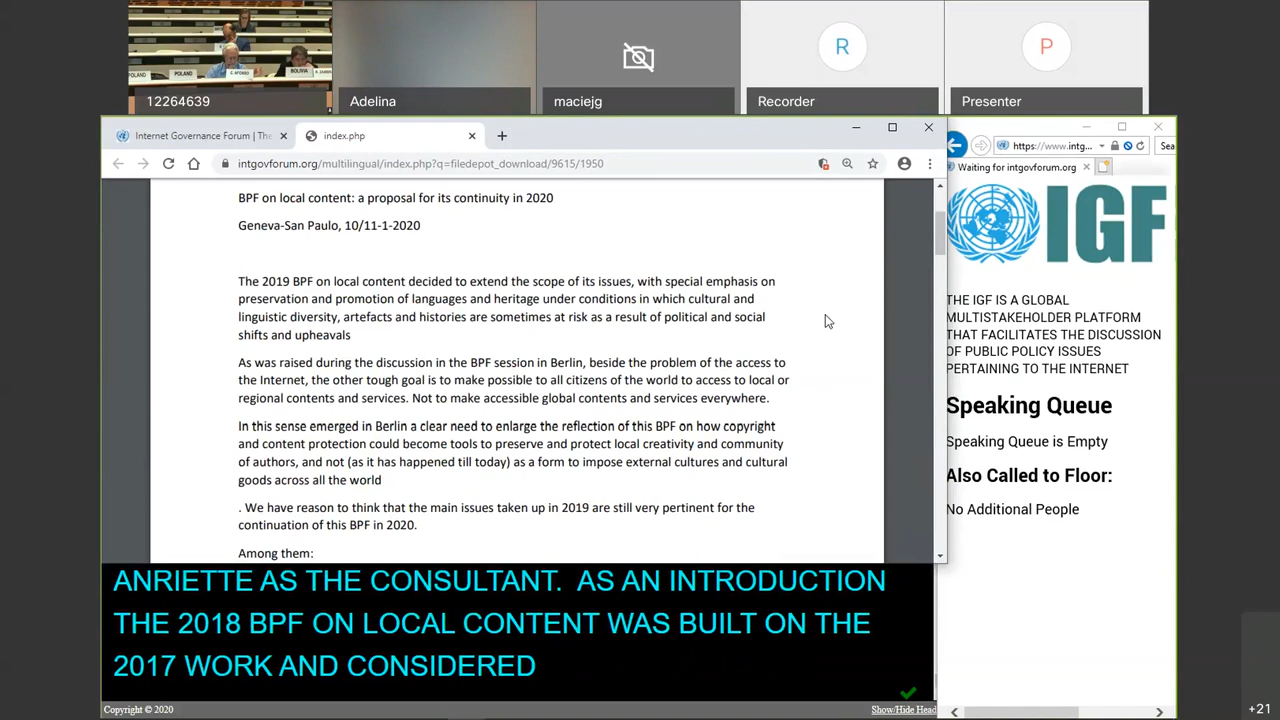 POLAND
POLAND
C. AFONSO
BOLIVIA
12264639
Adelina
maciejg
R
Recorder
P
Presenter
Internet Governance Forum | The
index.php
intgovforum.org/multilingual/index.php?q=filedepot_download/9615/1950
BPF on local content: a proposal for its continuity in 2020
Geneva-San Paulo, 10/11-1-2020
The 2019 BPF on local content decided to extend the scope of its issues, with special emphasis on
preservation and promotion of languages and heritage under conditions in which cultural and
linguistic diversity, artefacts and histories are sometimes at risk as a result of political and social
shifts and upheavals
As was raised during the discussion in the BPF session in Berlin, beside the problem of the access to
the Internet, the other tough goal is to make possible to all citizens of the world to access to local or
regional contents and services. Not to make accessible global contents and services everywhere.
In this sense emerged in Berlin a clear need to enlarge the reflection of this BPF on how copyright
and content protection could become tools to preserve and protect local creativity and community
of authors, and not (as it has happened till today) as a form to impose external cultures and cultural
goods across all the world
. We have reason to think that the main issues taken up in 2019 are still very pertinent for the
continuation of this BPF in 2020.
Among them:
https://www.intg...
Sea
Waiting for intgovforum.org
IGF
THE IGF IS A GLOBAL
MULTISTAKEHOLDER PLATFORM
THAT FACILITATES THE DISCUSSION
OF PUBLIC POLICY ISSUES
PERTAINING TO THE INTERNET
Speaking Queue
Speaking Queue is Empty
Also Called to Floor:
No Additional People
ANRIETTE AS THE CONSULTANT. AS AN INTRODUCTION
THE 2018 BPF ON LOCAL CONTENT WAS BUILT ON THE
2017 WORK AND CONSIDERED
Copyright © 2020
Show/Hide Head
+21